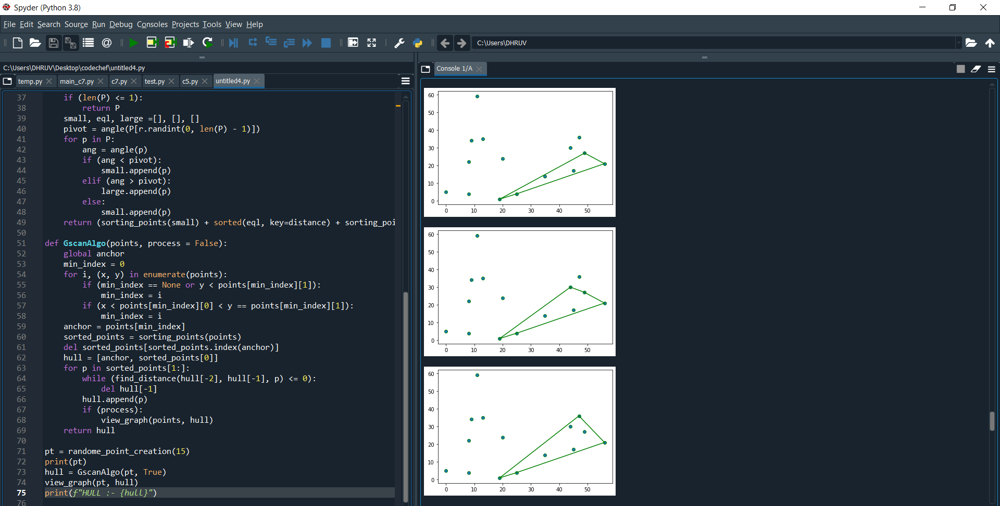 Spyder (Python 3.8)
File Edit Search Source Run Debug Consoles Projects Tools View Help
C:\Users\DHRUV
C:\Users\DHRUV\Desktop\codechef\untitled4.py
temp.py main_c7.py c7.py test.py c5.py untitled4.py
37 if (len(P) <= 1):
38 return P
39 small, eql, large =[], [], []
40 pivot = angle(P[r.randint(0, len(P) - 1)])
41 for p in P:
42 ang = angle(p)
43 if (ang < pivot):
44 small.append(p)
45 elif (ang > pivot):
46 large.append(p)
47 else:
48 small.append(p)
49 return (sorting_points(small) + sorted(eql, key=distance) + sorting_poi
50
51 def GscanAlgo(points, process = False):
52 global anchor
53 min_index = 0
54 for i, (x, y) in enumerate(points):
55 if (min_index == None or y < points[min_index][1]):
56 min_index = i
57 if (x < points[min_index][0] < y == points[min_index][1]):
58 min_index = i
59 anchor = points[min_index]
60 sorted_points = sorting_points(points)
61 del sorted_points[sorted_points.index(anchor)]
62 hull = [anchor, sorted_points[0]]
63 for p in sorted_points[1:]:
64 while (find_distance(hull[-2], hull[-1], p) <= 0):
65 del hull[-1]
66 hull.append(p)
67 if (process):
68 view_graph(points, hull)
69 return hull
70
71 pt = randome_point_creation(15)
72 print(pt)
73 hull = GscanAlgo(pt, True)
74 view_graph(pt, hull)
75 print(f"HULL :- {hull}")
76
Console 1/A
60
50
40
30
20
10
0
0 10 20 30 40 50
60
50
40
30
20
10
0
0 10 20 30 40 50
60
50
40
30
20
10
0
0 10 20 30 40 50